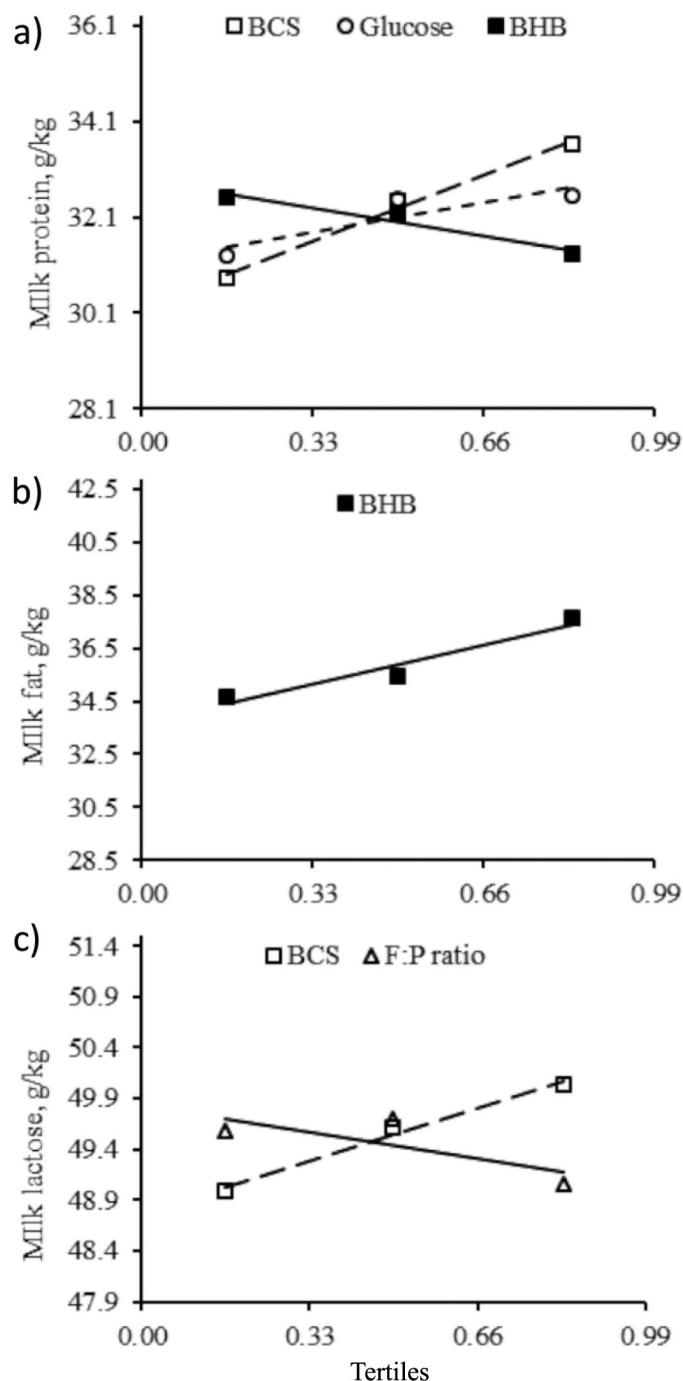 a)
BCS Glucose BHB
MIlk protein, g/kg
36.1
34.1
32.1
30.1
28.1
0.00 0.33 0.66 0.99
b)
BHB
MIlk fat, g/kg
42.5
40.5
38.5
36.5
34.5
32.5
30.5
28.5
0.00 0.33 0.66 0.99
c)
BCS F:P ratio
MIlk lactose, g/kg
51.4
50.9
50.4
49.9
49.4
48.9
48.4
47.9
0.00 0.33 0.66 0.99
Tertiles